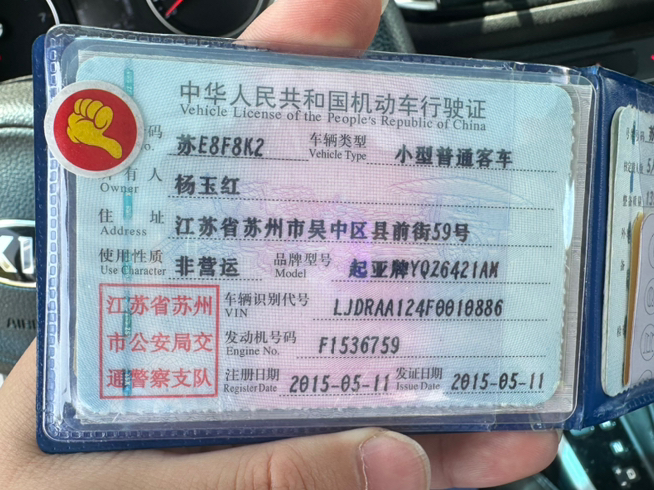 中华人民共和国机动车行驶证
Vehicle License of the People's Republic of China
码 苏E8F8K2 车辆类型 小型普通客车
No. Vehicle Type
有 人 杨玉红
Owner
住 址 江苏省苏州市吴中区县前街59号
Address
使用性质 非营运 品牌型号 起亚牌YQZ6421AM
Use Character Model
江苏省苏州 车辆识别代号 LJDRAA124F0010886
VIN
市公安局交 发动机号码 F1536759
Engine No.
通警察支队 注册日期 2015-05-11 发证日期 2015-05-11
Register Date Issue Date